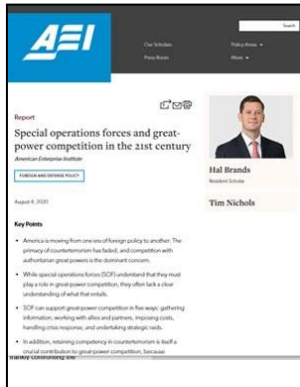 AEI
Search
Our Scholars
Policy Areas
Press Room
More
Report
Special operations forces and great-
power competition in the 21st century
American Enterprise Institute
FOREIGN AND DEFENSE POLICY
August 4, 2020
Hal Brands
Resident Scholar
Tim Nichols
Key Points
• America is moving from one era of foreign policy to another. The
primacy of counterterrorism has faded, and competition with
authoritarian great powers is the dominant concern.
• While special operations forces (SOF) understand that they must
play a role in great-power competition, they often lack a clear
understanding of what that entails.
• SOF can support great-power competition in five ways: gathering
information, working with allies and partners, imposing costs,
handling crisis response, and undertaking strategic raids.
• In addition, retaining competency in counterterrorism is itself a
crucial contribution to great-power competition, because
frankly confronting the